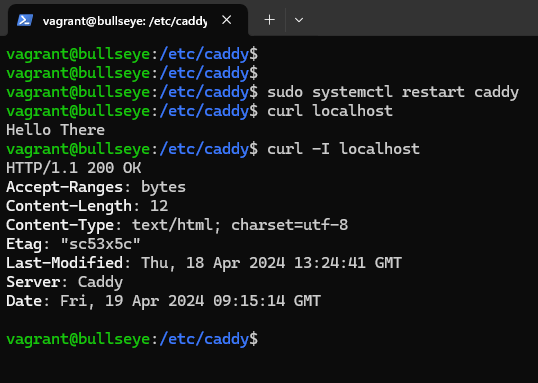 vagrant@bullseye: /etc/caddy
vagrant@bullseye:/etc/caddy$
vagrant@bullseye:/etc/caddy$
vagrant@bullseye:/etc/caddy$ sudo systemctl restart caddy
vagrant@bullseye:/etc/caddy$ curl localhost
Hello There
vagrant@bullseye:/etc/caddy$ curl -I localhost
HTTP/1.1 200 OK
Accept-Ranges: bytes
Content-Length: 12
Content-Type: text/html; charset=utf-8
Etag: "sc53x5c"
Last-Modified: Thu, 18 Apr 2024 13:24:41 GMT
Server: Caddy
Date: Fri, 19 Apr 2024 09:15:14 GMT
vagrant@bullseye:/etc/caddy$